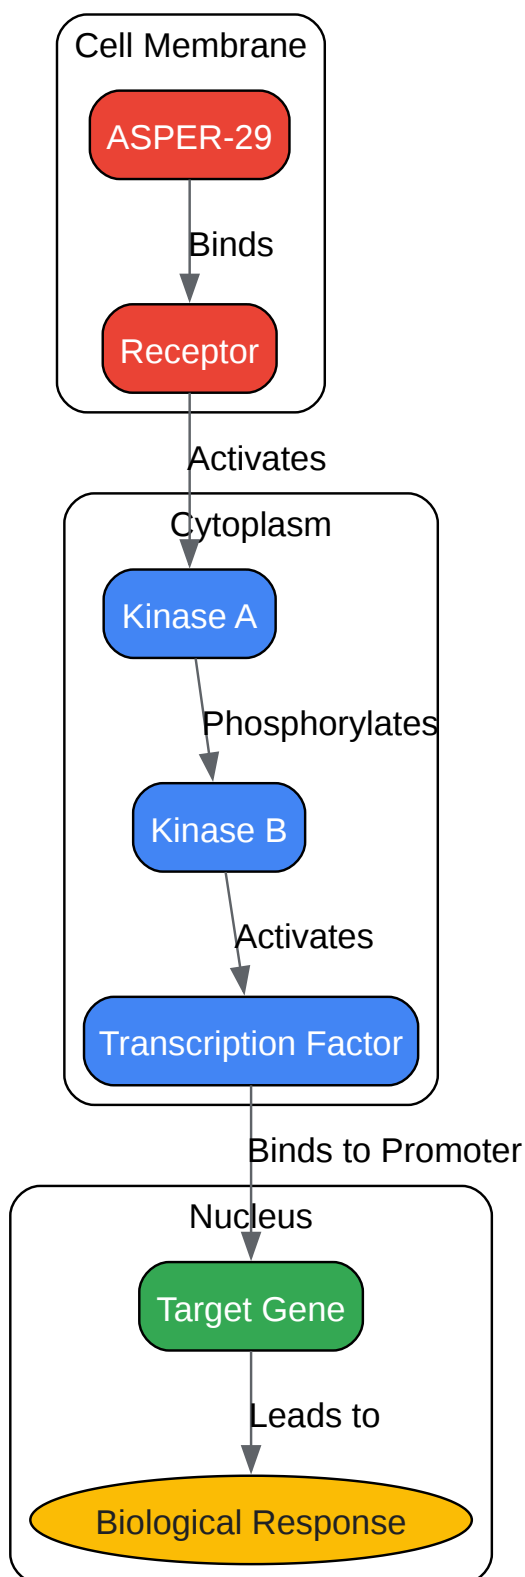 Cell Membrane
ASPER-29
Binds
Receptor
Activates
Cytoplasm
Kinase A
Phosphorylates
Kinase B
Activates
Transcription Factor
Binds to Promoter
Nucleus
Target Gene
Leads to
Biological Response